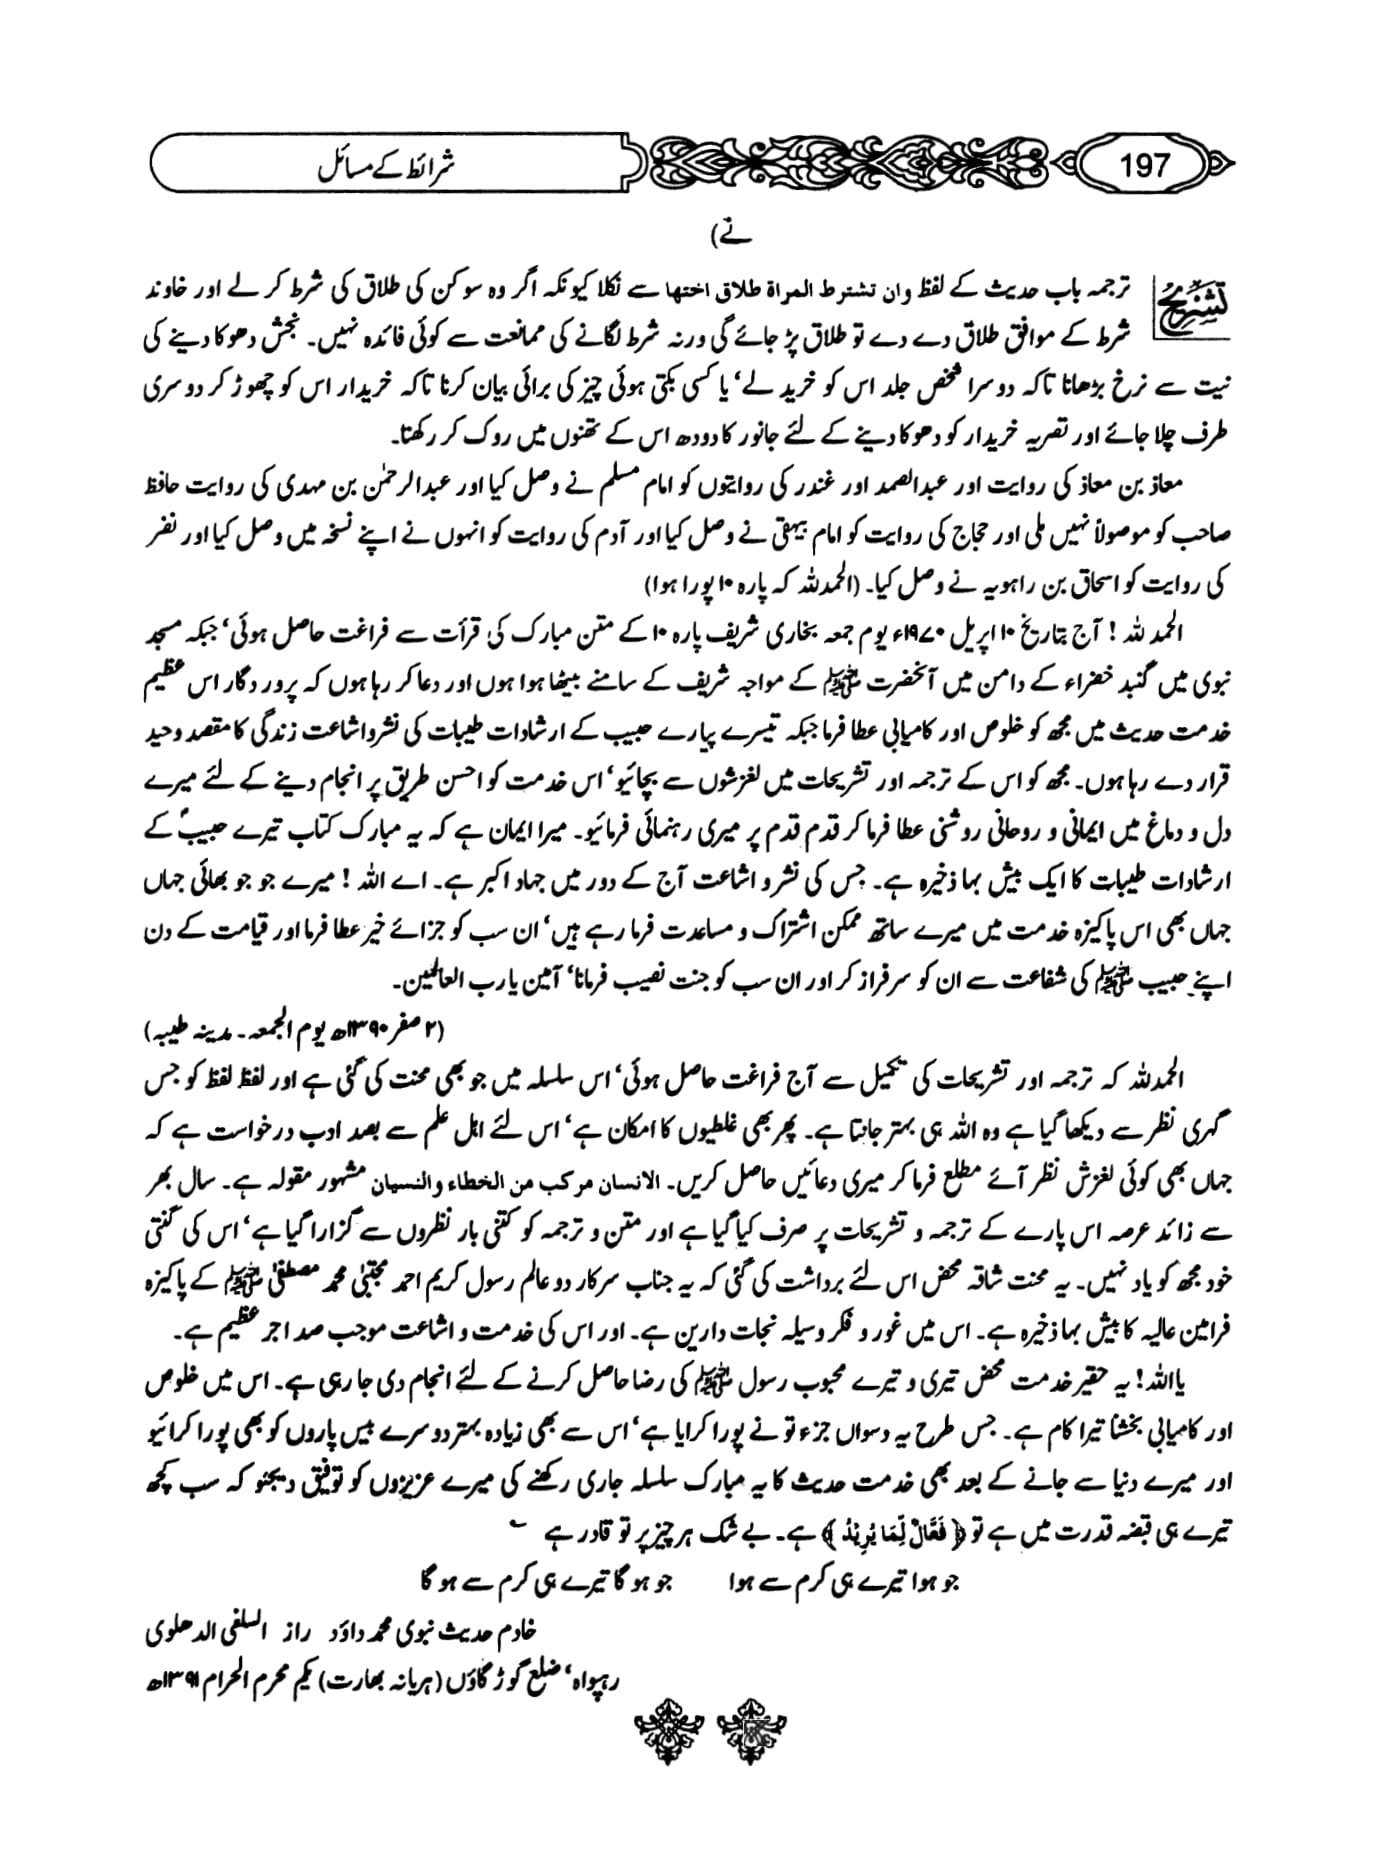 197
شرائط کے مسائل
نے)
تشریح
ترجمہ باب حدیث کے لفظ وان تشترط المراة طلاق اختها سے نکلا کیونکہ اگر وہ سوکن کی طلاق کی شرط کر لے اور خاوند
شرط کے موافق طلاق دے دے تو طلاق پڑ جائے گی ورنہ شرط لگانے کی ممانعت سے کوئی فائدہ نہیں۔ نجش دھوکا دینے کی
نیت سے نرخ بڑھانا تاکہ دوسرا شخص جلد اس کو خرید لے‘ یا کسی بکتی ہوئی چیز کی برائی بیان کرنا تاکہ خریدار اس کو چھوڑ کر دوسری
طرف چلا جائے اور تصریہ خریدار کو دھوکا دینے کے لئے جانور کا دودھ اس کے تھنوں میں روک کر رکھتا۔
معاذ بن معاذ کی روایت اور عبدالصمد اور غندر کی روایتوں کو امام مسلم نے وصل کیا اور عبدالرحمٰن بن مہدی کی روایت حافظ
صاحب کو موصولاً نہیں ملی اور حجاج کی روایت کو امام بیہقی نے وصل کیا اور آدم کی روایت کو انہوں نے اپنے نسخہ میں وصل کیا اور نضر
کی روایت کو اسحاق بن راہویہ نے وصل کیا۔ (الحمدللہ کہ پارہ ۱۰ پورا ہوا)
الحمد للہ ! آج بتاریخ ۱۰ اپریل ۱۹۷۰ء یوم جمعہ بخاری شریف پارہ ۱۰ کے متن مبارک کی قرأت سے فراغت حاصل ہوئی‘ جبکہ مسجد
نبوی میں گنبد خضراء کے دامن میں آنحضرت ﷺ کے مواجہ شریف کے سامنے بیٹھا ہوا ہوں اور دعا کر رہا ہوں کہ پروردگار اس عظیم
خدمت حدیث میں مجھ کو خلوص اور کامیابی عطا فرما جبکہ تیسرے پیارے حبیب کے ارشادات طیبات کی نشرواشاعت زندگی کا مقصد وحید
قرار دے رہا ہوں۔ مجھ کو اس کے ترجمہ اور تشریحات میں لغزشوں سے بچائیو‘ اس خدمت کو احسن طریق پر انجام دینے کے لئے میرے
دل و دماغ میں ایمانی و روحانی روشنی عطا فرما کر قدم قدم پر میری رہنمائی فرمائیو۔ میرا ایمان ہے کہ یہ مبارک کتاب تیرے حبیبؐ کے
ارشادات طیبات کا ایک بیش بہا ذخیرہ ہے۔ جس کی نشرو اشاعت آج کے دور میں جہاد اکبر ہے۔ اے اللہ ! میرے جو جو بھائی جہاں
جہاں بھی اس پاکیزہ خدمت میں میرے ساتھ ممکن اشتراک و مساعدت فرما رہے ہیں‘ ان سب کو جزائے خیر عطا فرما اور قیامت کے دن
اپنے حبیب ﷺ کی شفاعت سے ان کو سرفراز کر اور ان سب کو جنت نصیب فرمانا‘ آمین یارب العالمین۔
(۲ صفر ۱۳۹۰ھ یوم الجمعہ۔ مدینہ طیبہ)
الحمدللہ کہ ترجمہ اور تشریحات کی تکمیل سے آج فراغت حاصل ہوئی‘ اس سلسلہ میں جو بھی محنت کی گئی ہے اور لفظ لفظ کو جس
گہری نظر سے دیکھا گیا ہے وہ اللہ ہی بہتر جانتا ہے۔ پھر بھی غلطیوں کا امکان ہے‘ اس لئے اہل علم سے بصد ادب درخواست ہے کہ
جہاں بھی کوئی لغزش نظر آئے مطلع فرما کر میری دعائیں حاصل کریں۔ الانسان مركب من الخطاء والنسيان مشہور مقولہ ہے۔ سال بھر
سے زائد عرصہ اس پارے کے ترجمہ و تشریحات پر صرف کیا گیا ہے اور متن و ترجمہ کو کتنی بار نظروں سے گزارا گیا ہے‘ اس کی گنتی
خود مجھ کو یاد نہیں۔ یہ محنت شاقہ محض اس لئے برداشت کی گئی کہ یہ جناب سرکار دو عالم رسول کریم احمد مجتبیٰ محمد مصطفیٰ ﷺ کے پاکیزہ
فرامین عالیہ کا بیش بہا ذخیرہ ہے۔ اس میں غور و فکر وسیلہ نجات دارین ہے۔ اور اس کی خدمت و اشاعت موجب صد اجر عظیم ہے۔
یااللہ! یہ حقیر خدمت محض تیری و تیرے محبوب رسول ﷺ کی رضا حاصل کرنے کے لئے انجام دی جا رہی ہے۔ اس میں خلوص
اور کامیابی بخشنا تیرا کام ہے۔ جس طرح یہ دسواں جزء تو نے پورا کرایا ہے‘ اس سے بھی زیادہ بہتر دوسرے بیس پاروں کو بھی پورا کرائیو
اور میرے دنیا سے جانے کے بعد بھی خدمت حدیث کا یہ مبارک سلسلہ جاری رکھنے کی میرے عزیزوں کو توفیق دیجئو کہ سب کچھ
تیرے ہی قبضہ قدرت میں ہے تو ﴿فَعَّالٌ لِّمَا يُرِيْدُ﴾ ہے۔ بے شک ہر چیز پر تو قادر ہے ؎
جو ہوا تیرے ہی کرم سے ہوا جو ہو گا تیرے ہی کرم سے ہو گا
خادم حدیث نبوی محمد داؤد راز السلفی الدھلوی
رہپواہ‘ ضلع گوڑ گاؤں (ہریانہ بھارت) یکم محرم الحرام ۱۳۹۱ھ